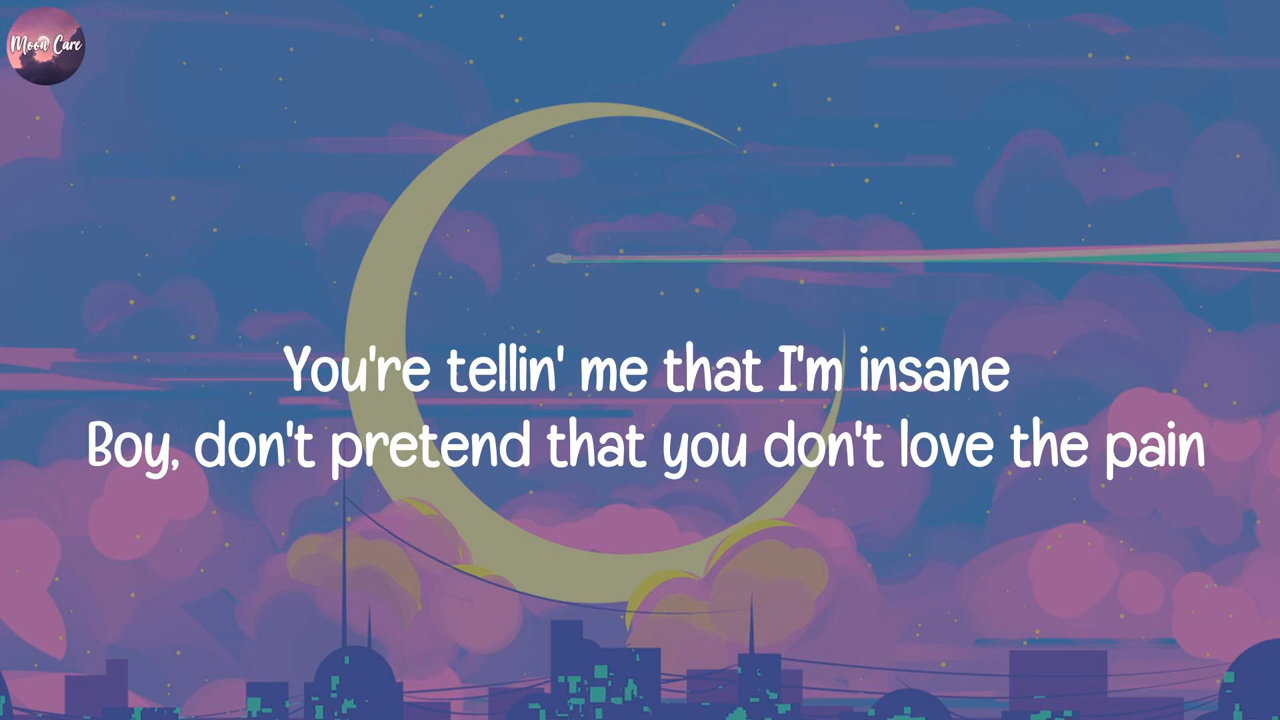 Moon Care
You're tellin' me that I'm insane
Boy, don't pretend that you don't love the pain